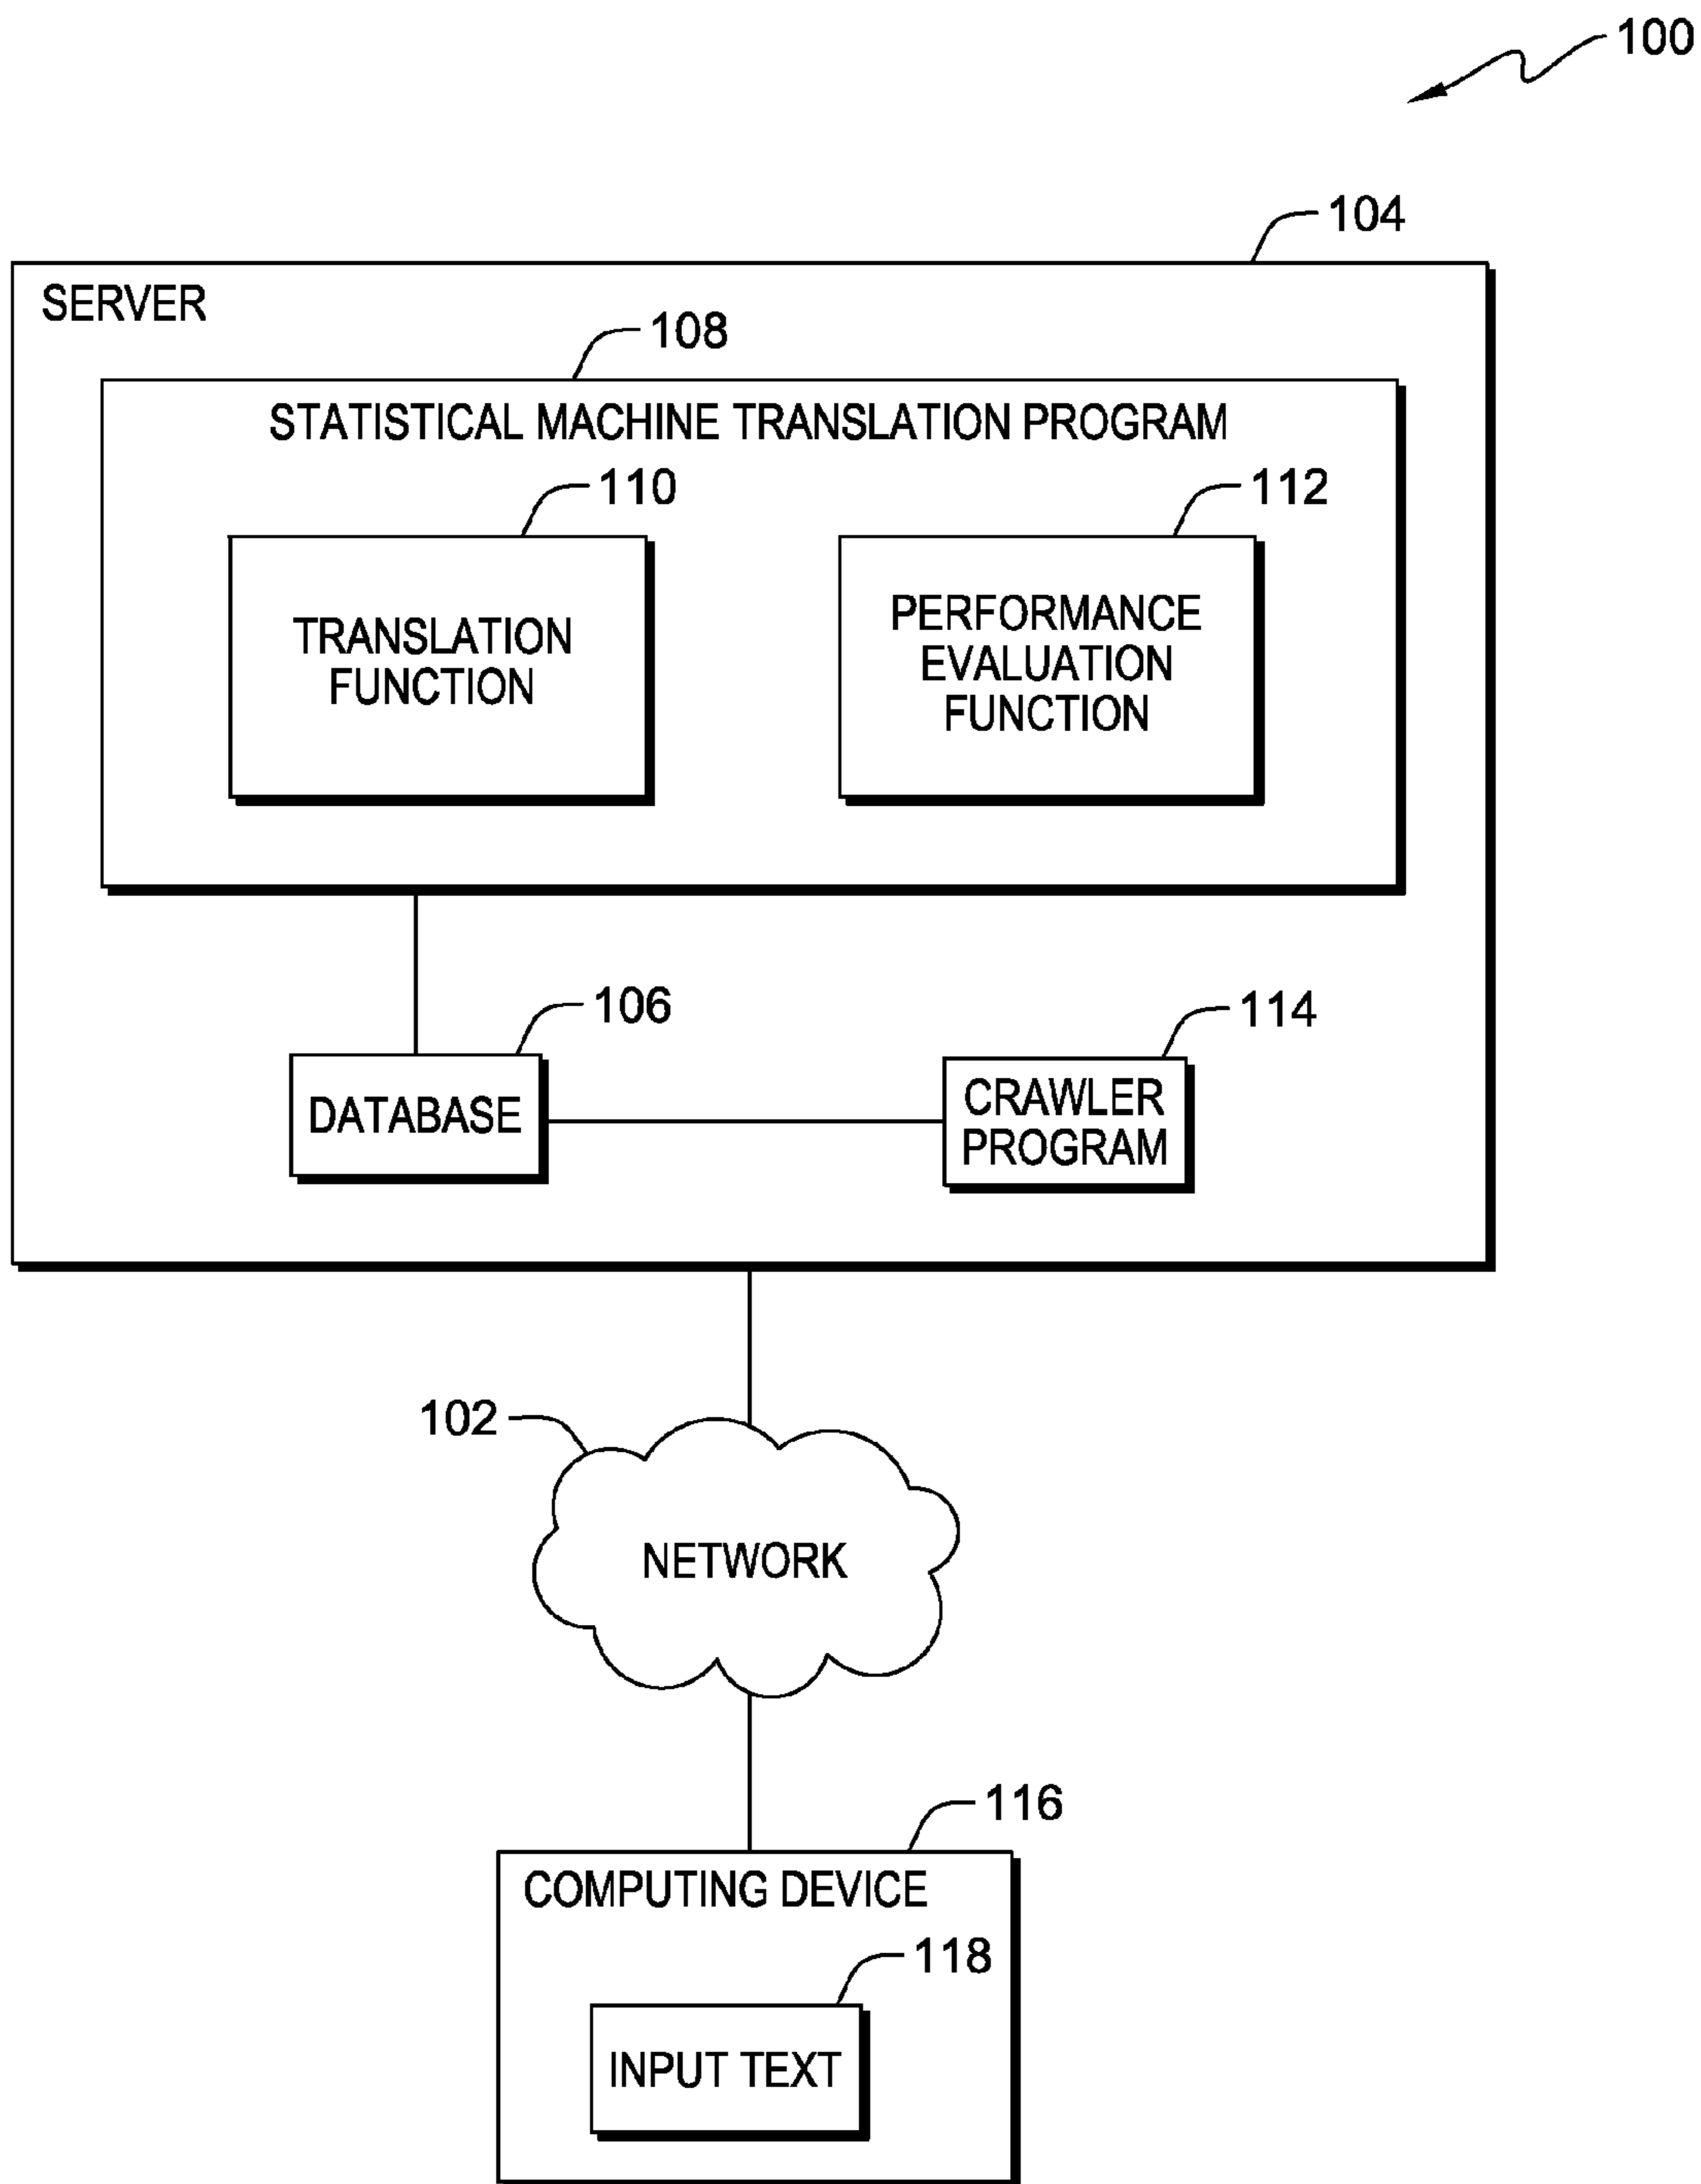 100
104
SERVER
108
STATISTICAL MACHINE TRANSLATION PROGRAM
110
TRANSLATION
FUNCTION
112
PERFORMANCE
EVALUATION
FUNCTION
106
DATABASE
114
CRAWLER
PROGRAM
102
NETWORK
116
COMPUTING DEVICE
118
INPUT TEXT